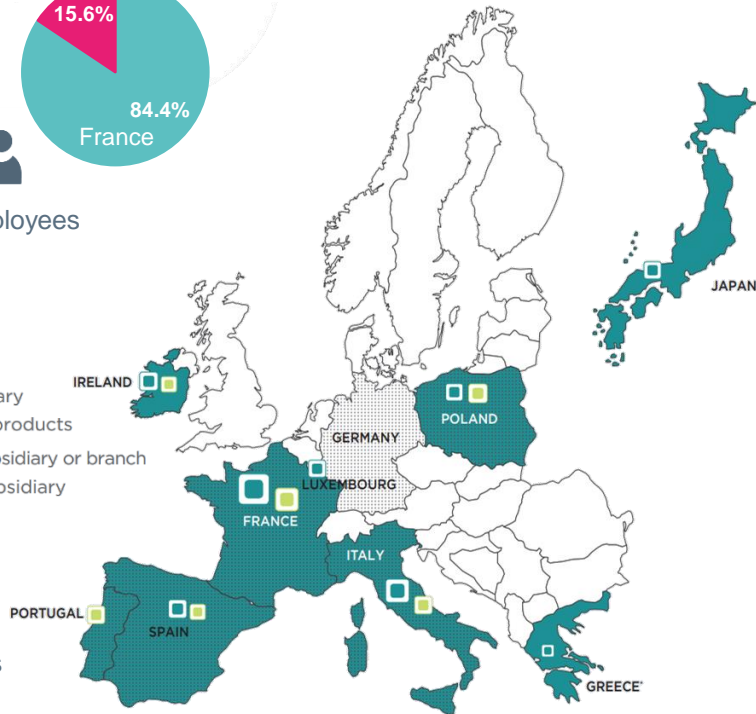 15.6%
84.4%
France
ployees
JAPAN
IRELAND
ary
products
POLAND
GERMANY
sidiary or branch
LUXEMBOURG
bsidiary
FRANCE
ITALY
PORTUGAL
SPAIN
s
GREECE*